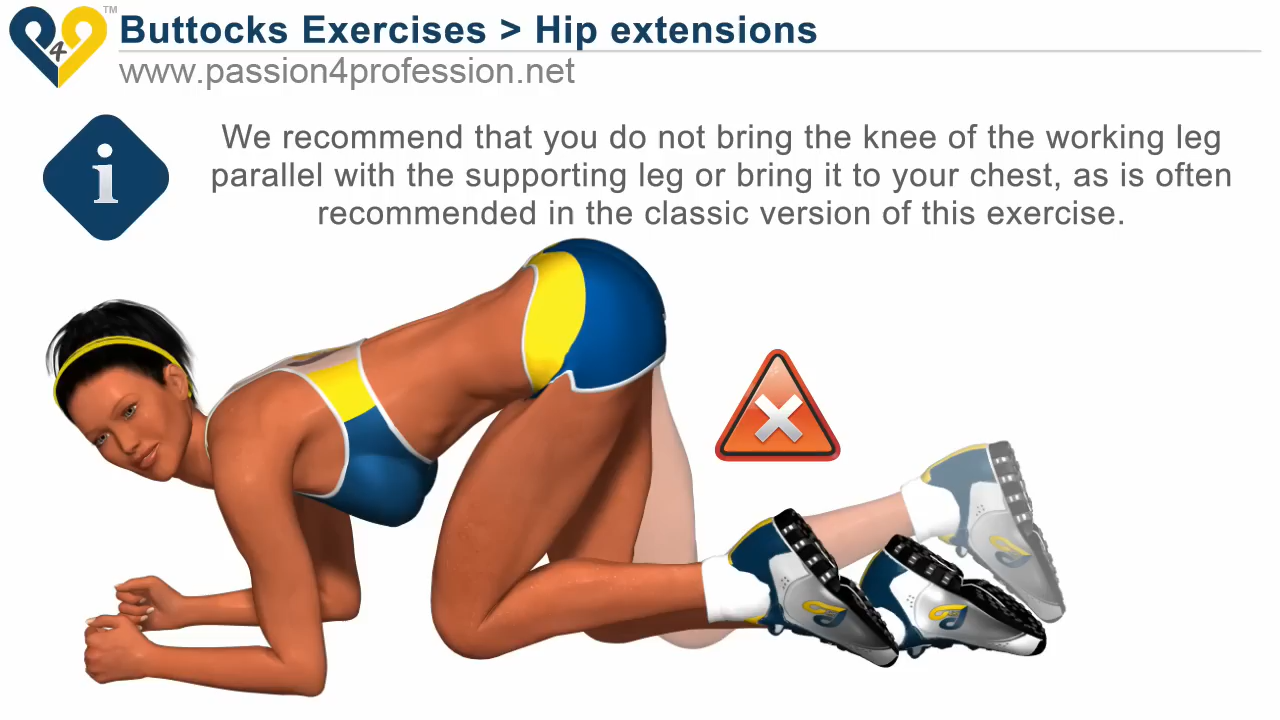 TM
4
Buttocks Exercises > Hip extensions
www.passion4profession.net
i
We recommend that you do not bring the knee of the working leg
parallel with the supporting leg or bring it to your chest, as is often
recommended in the classic version of this exercise.